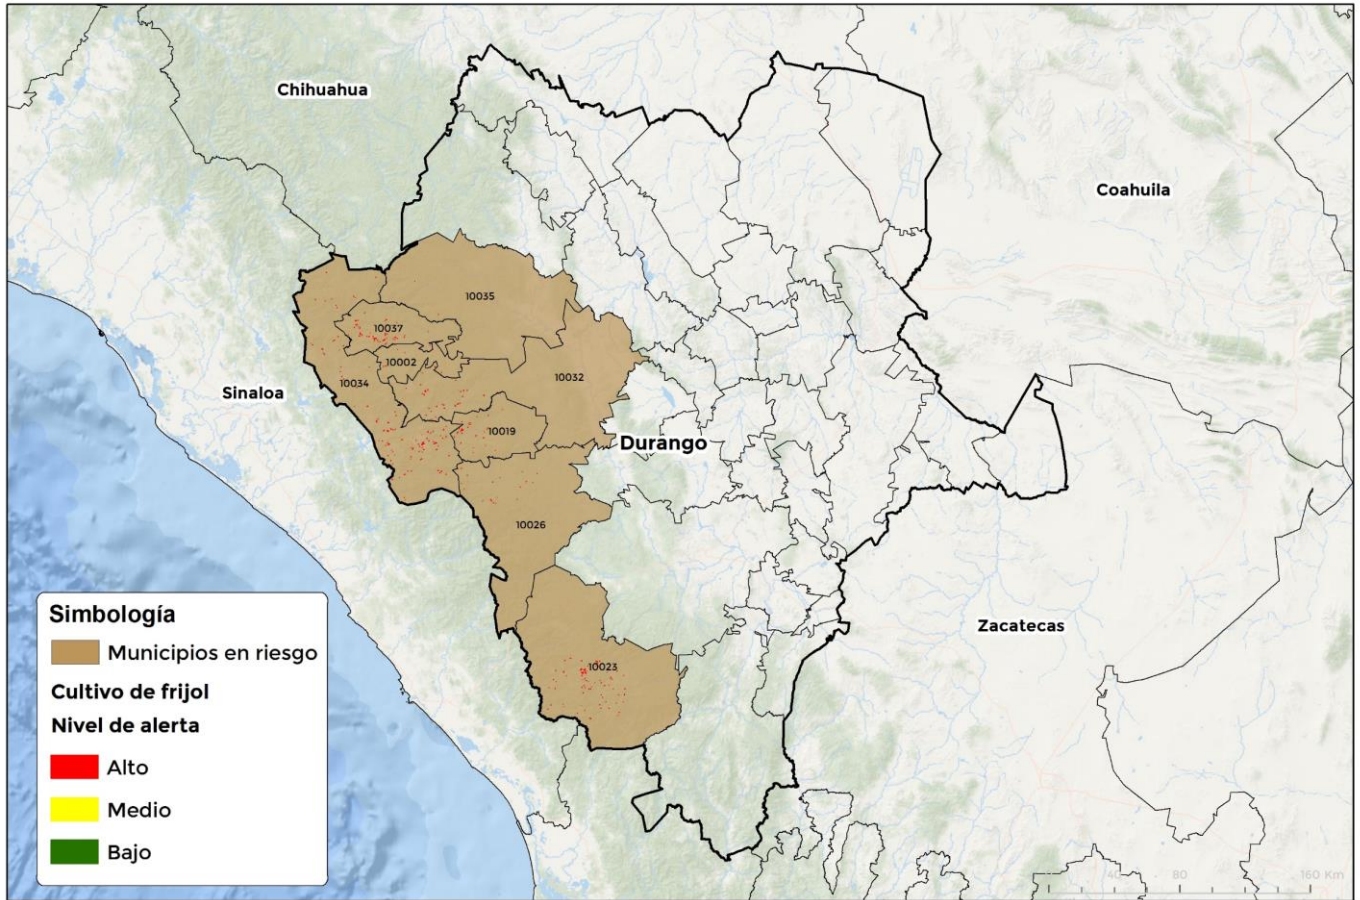 Chihuahua
Coahuila
10035
10037
10002
10034
10032
Sinaloa
10019
Durango
10026
Zacatecas
10023
Simbología
Municipios en riesgo
Cultivo de frijol
Nivel de alerta
Alto
Medio
Bajo
40 80 160 Km